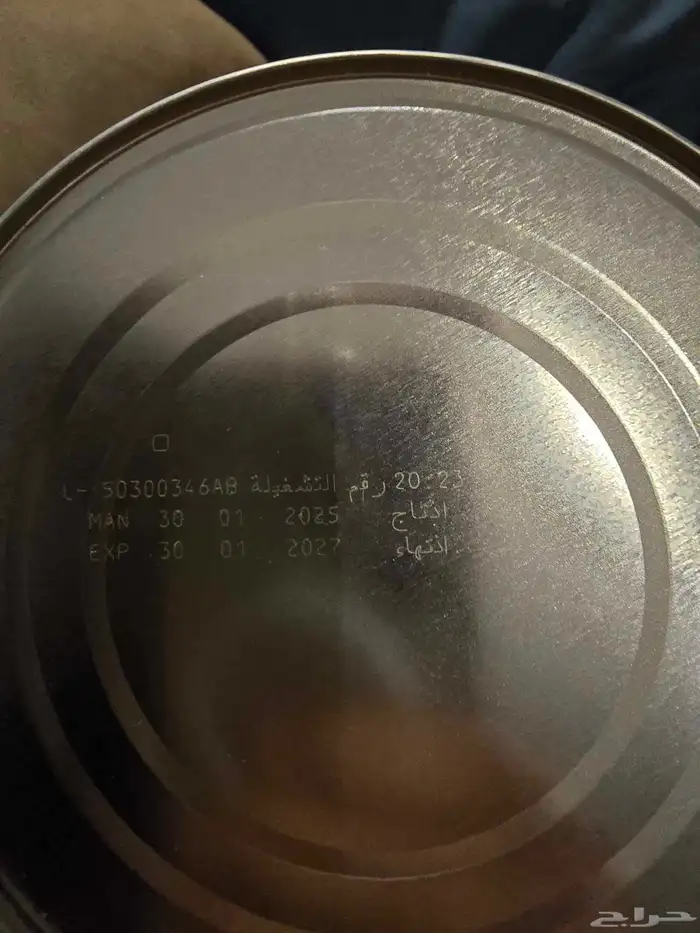 L- 50300346AB رقم التشغيلة 20:23
MAN 30 01 2025 انتاج
EXP 30 01 2027 انتهاء
حراج